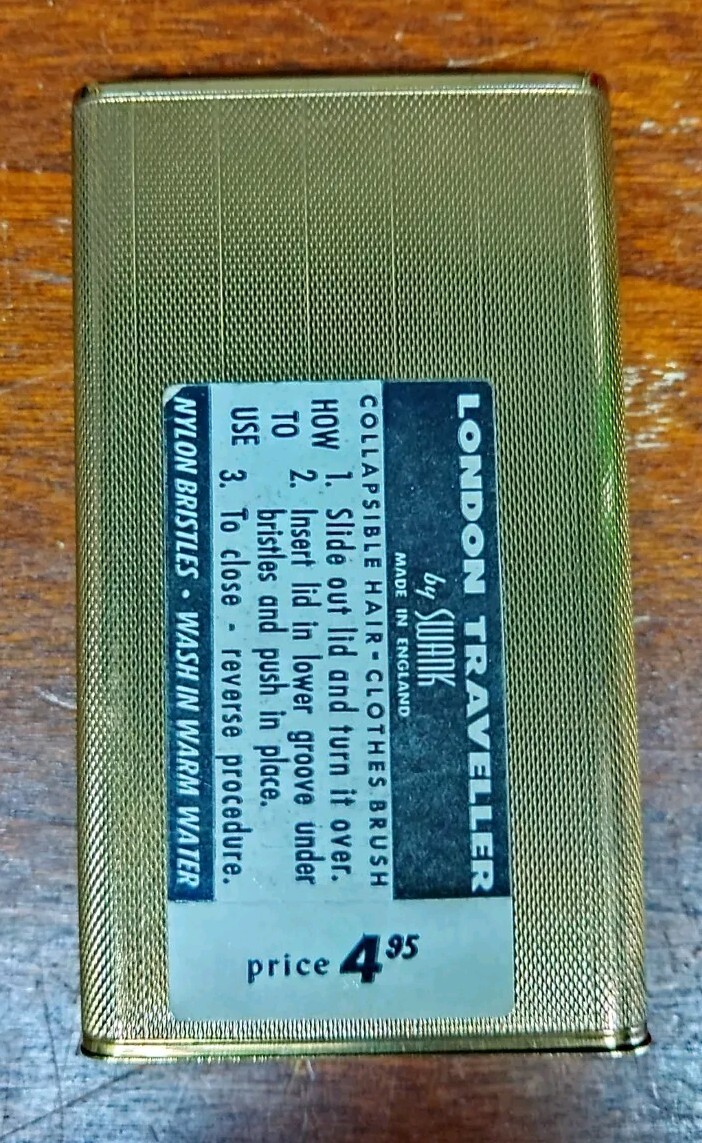 LONDON TRAVELLER
by SWANK
MADE IN ENGLAND
COLLAPSIBLE HAIR - CLOTHES BRUSH
HOW 1. Slide out lid and turn it over.
TO 2. Insert lid in lower groove under
bristles and push in place.
USE 3. To close - reverse procedure.
NYLON BRISTLES • WASH IN WARM WATER
price 4.95